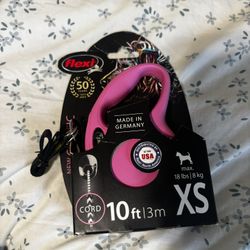 flexi
50
MADE IN
GERMANY
USA
max.
18 lbs | 8 kg
XS
CORD
10ft|3m